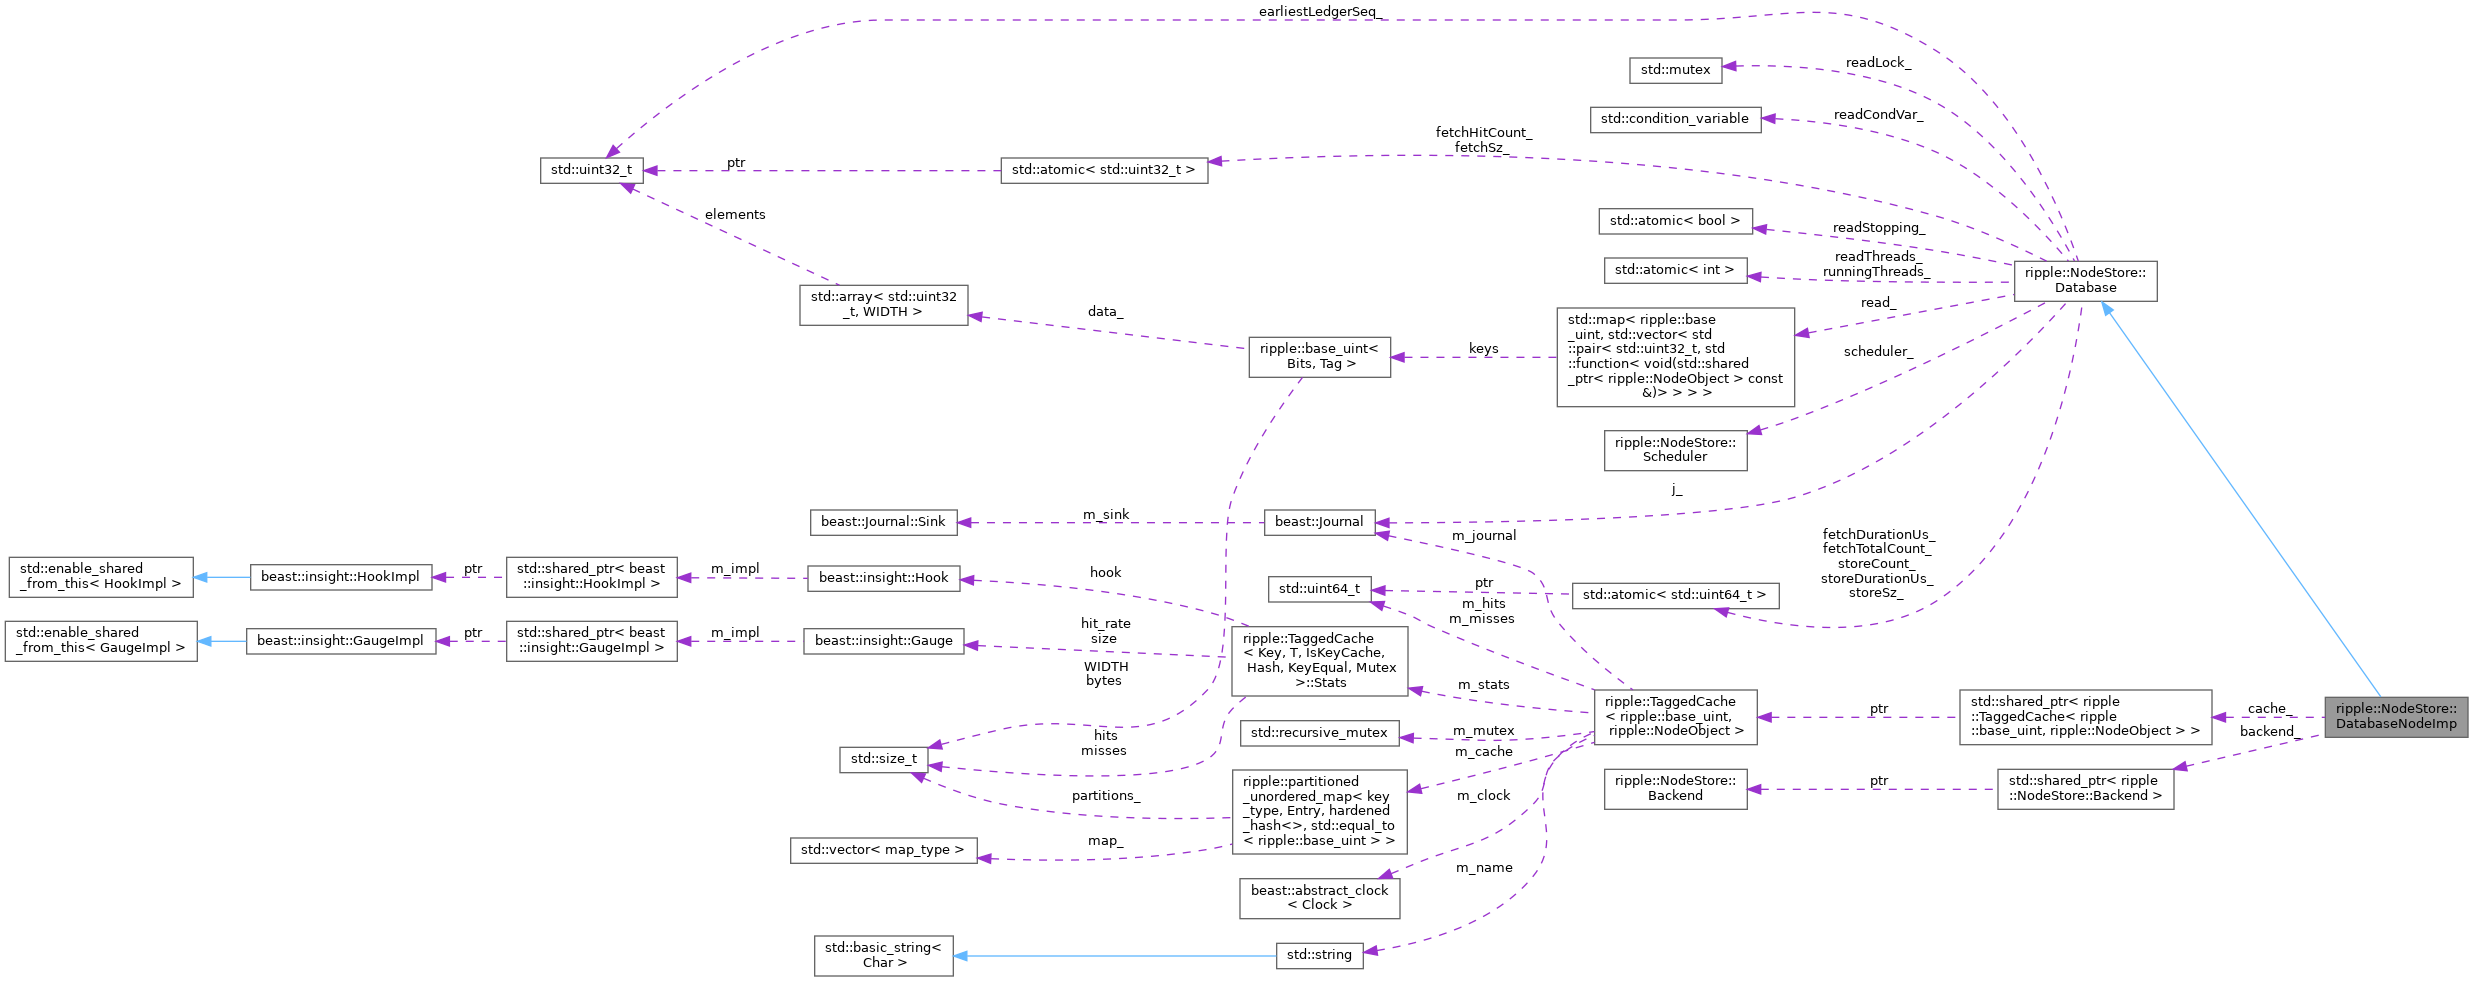 earliestLedgerSeq_
std::mutex
readLock_
std::condition_variable
readCondVar_
fetchHitCount_
fetchSz_
std::uint32_t
ptr
std::atomic< std::uint32_t >
elements
std::atomic< bool >
readStopping_
std::atomic< int >
readThreads_
runningThreads_
ripple::NodeStore::
Database
std::array< std::uint32
_t, WIDTH >
data_
ripple::base_uint<
Bits, Tag >
keys
std::map< ripple::base
_uint, std::vector< std
::pair< std::uint32_t, std
::function< void(std::shared
_ptr< ripple::NodeObject > const
&)> > > >
read_
scheduler_
ripple::NodeStore::
Scheduler
j_
beast::Journal::Sink
m_sink
beast::Journal
m_journal
fetchDurationUs_
fetchTotalCount_
storeCount_
storeDurationUs_
storeSz_
std::enable_shared
_from_this< HookImpl >
beast::insight::HookImpl
ptr
std::shared_ptr< beast
::insight::HookImpl >
m_impl
beast::insight::Hook
hook
std::uint64_t
ptr
std::atomic< std::uint64_t >
m_hits
m_misses
std::enable_shared
_from_this< GaugeImpl >
beast::insight::GaugeImpl
ptr
std::shared_ptr< beast
::insight::GaugeImpl >
m_impl
beast::insight::Gauge
hit_rate
size
WIDTH
bytes
ripple::TaggedCache
< Key, T, IsKeyCache,
Hash, KeyEqual, Mutex
>::Stats
m_stats
ripple::TaggedCache
< ripple::base_uint,
ripple::NodeObject >
ptr
std::shared_ptr< ripple
::TaggedCache< ripple
::base_uint, ripple::NodeObject > >
cache_
backend_
ripple::NodeStore::
DatabaseNodeImp
std::recursive_mutex
m_mutex
m_cache
std::size_t
hits
misses
partitions_
ripple::partitioned
_unordered_map< key
_type, Entry, hardened
_hash<>, std::equal_to
< ripple::base_uint > >
m_clock
ripple::NodeStore::
Backend
ptr
std::shared_ptr< ripple
::NodeStore::Backend >
std::vector< map_type >
map_
m_name
beast::abstract_clock
< Clock >
std::basic_string<
Char >
std::string